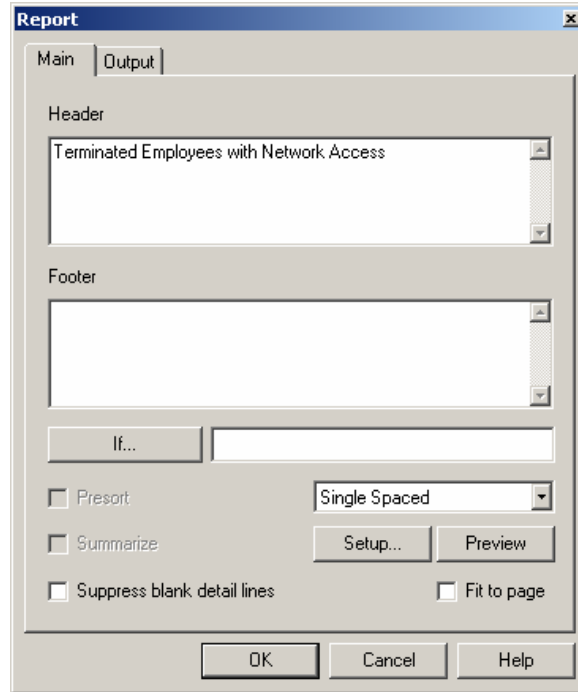 Report
Main Output
Header
Terminated Employees with Network Access
Footer
If...
Presort Single Spaced
Summarize Setup... Preview
Suppress blank detail lines Fit to page
OK Cancel Help